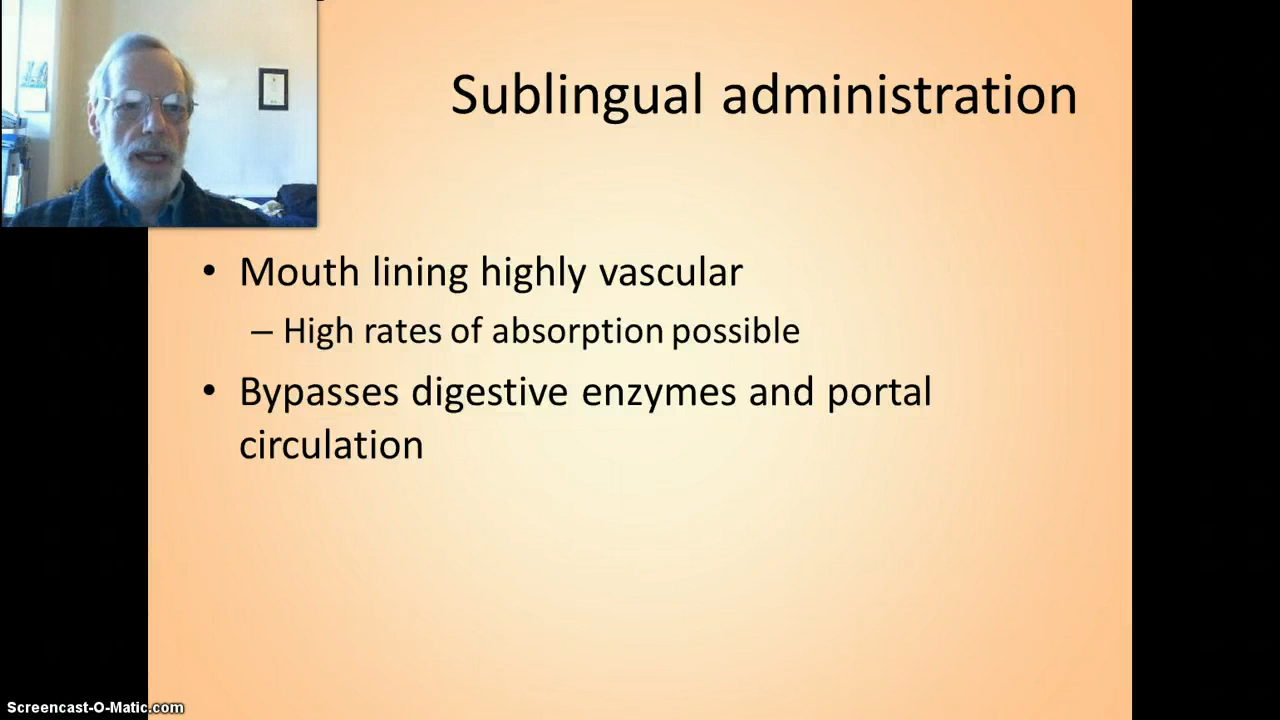 Sublingual administration
• Mouth lining highly vascular
– High rates of absorption possible
• Bypasses digestive enzymes and portal
circulation
Screencast-O-Matic.com